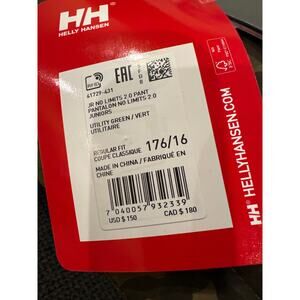 HH
HELLY HANSEN
EAC
41729-431
JR NO LIMITS 2.0 PANT
PANTALON NO LIMITS 2.0
JUNIORS
UTILITY GREEN / VERT
UTILITAIRE
REGULAR FIT
COUPE CLASSIQUE 176/16
MADE IN CHINA / FABRIQUÉ EN
CHINE
7 040057 932339
USD $ 150
CAD $ 180
HH HELLYHANSEN.COM